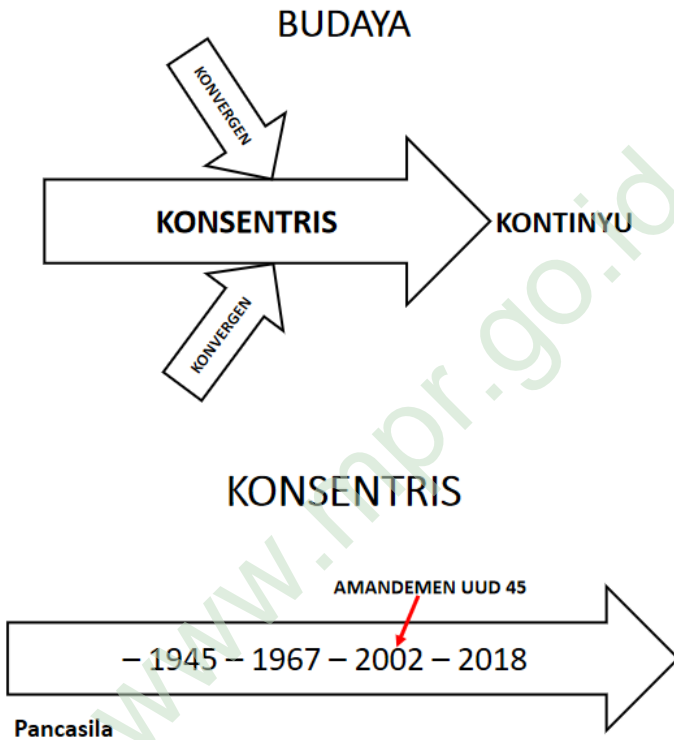 BUDAYA
KONVERGEN
KONSENTRIS
KONTINYU
KONVERGEN
KONSENTRIS
AMANDEMEN UUD 45
– 1945 – 1967 – 2002 – 2018
Pancasila
www.mpr.go.id